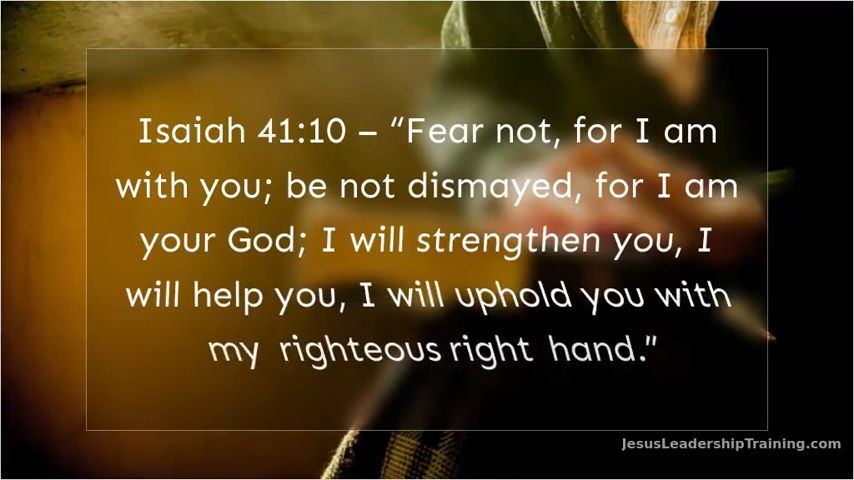 Isaiah 41:10 – “Fear not, for I am
with you; be not dismayed, for I am
your God; I will strengthen you, I
will help you, I will uphold you with
my righteous right hand.”
JesusLeadershipTraining.com